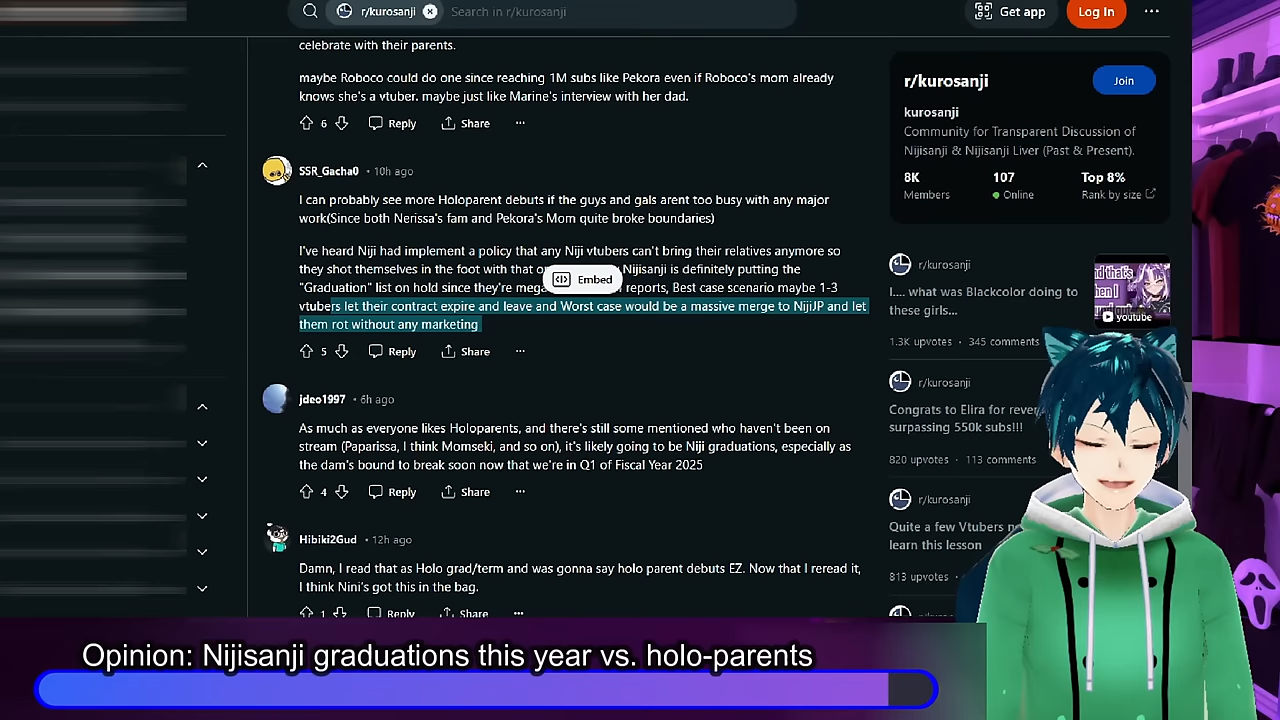 r/kurosanji
Search in r/kurosanji
Get app
Log In
celebrate with their parents.
maybe Roboco could do one since reaching 1M subs like Pekora even if Roboco's mom already
knows she's a vtuber. maybe just like Marine's interview with her dad.
6
Reply
Share
SSR_Gacha0 • 10h ago
I can probably see more Holoparent debuts if the guys and gals arent too busy with any major
work(Since both Nerissa's fam and Pekora's Mom quite broke boundaries)
I've heard Niji had implement a policy that any Niji vtubers can't bring their relatives anymore so
they shot themselves in the foot with that Nijisanji is definitely putting the
"Graduation" list on hold since they're reports, Best case scenario maybe 1-3
vtubers let their contract expire and leave and Worst case would be a massive merge to NijiJP and let
them rot without any marketing
Embed
5
Reply
Share
jdeo1997 • 6h ago
As much as everyone likes Holoparents, and there's still some mentioned who haven't been on
stream (Paparissa, I think Momseki, and so on), it's likely going to be Niji graduations, especially as
the dam's bound to break soon now that we're in Q1 of Fiscal Year 2025
4
Reply
Share
Hibiki2Gud • 12h ago
Damn, I read that as Holo grad/term and was gonna say holo parent debuts EZ. Now that I reread it,
I think Nini's got this in the bag.
1
Reply
Share
r/kurosanji
Join
kurosanji
Community for Transparent Discussion of
Nijisanji & Nijisanji Liver (Past & Present).
8K
107
Top 8%
Members
Online
Rank by size
r/kurosanji
I.... what was Blackcolor doing to
these girls...
youtube
1.3K upvotes • 345 comments
r/kurosanji
Congrats to Elira for
surpassing 550k subs!!!
820 upvotes • 113 comments
r/kurosanji
Quite a few Vtubers
learn this lesson
813 upvotes
Opinion: Nijisanji graduations this year vs. holo-parents